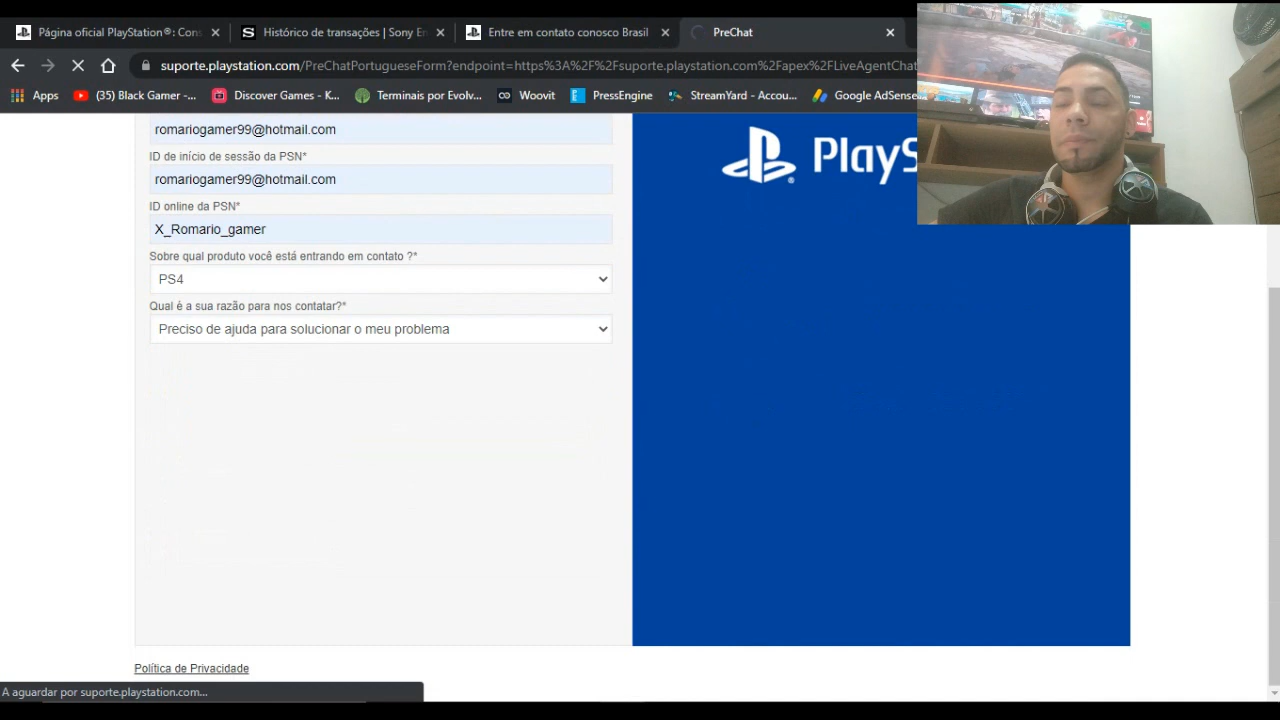 Página oficial PlayStation®: Con
S
Entre em contato conosco Brasil
PreChat
suporte.playstation.com/PreChatPortugueseForm?endpoint=https%3A%2F%2Fsuporte.playstation.com%2Fapex%2FLiveAgentChat
Apps
(35) Black Gamer -...
Discover Games - K...
Terminais por Evolv...
Woovit
PressEngine
StreamYard - Accou...
Google AdSense
romariogamer99@hotmail.com
ID de início de sessão da PSN*
romariogamer99@hotmail.com
ID online da PSN*
X_Romario_gamer
Sobre qual produto você está entrando em contato ?*
PS4
Qual é a sua razão para nos contatar?*
Preciso de ajuda para solucionar o meu problema
PlayS
Política de Privacidade
A aguardar por suporte.playstation.com...